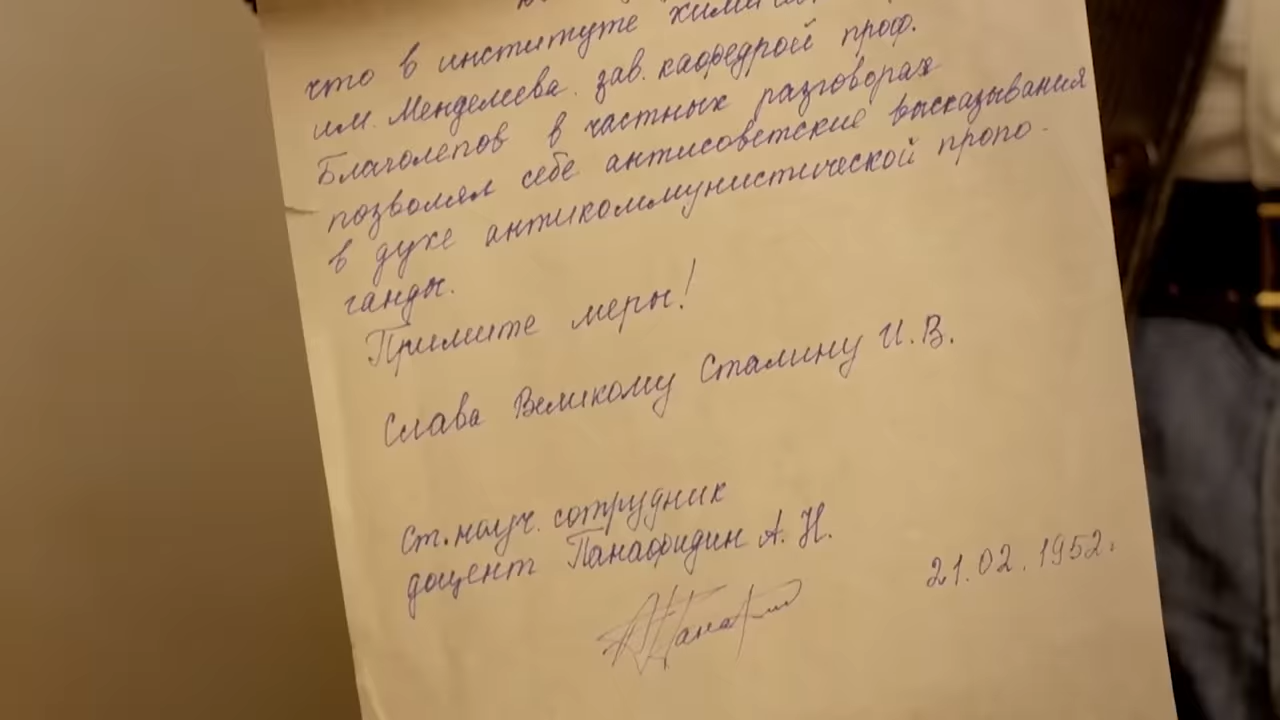 что в институте
им. Менделеева зав. кафедрой проф.
Благолепов в частных разговорах
позволял себе антисоветские высказывания
в духе антикоммунистической пропо-
ганды.
Примите меры!
Слава Великому Сталину И. В.
Ст. науч. сотрудник
доцент Панафидин А. Н.
21.02.1952.